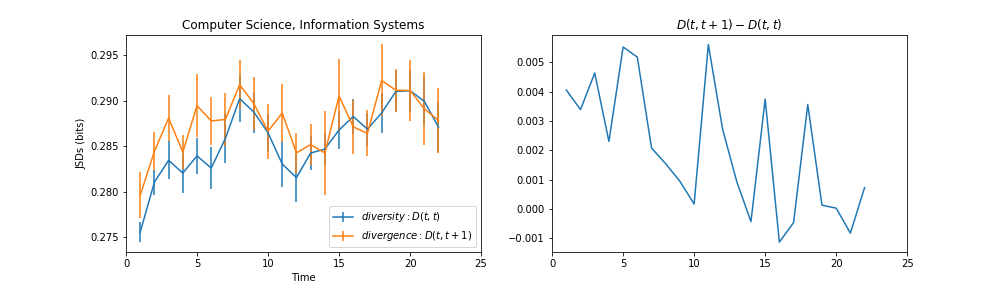 Computer Science, Information Systems
JSDs (bits)
0.295
0.290
0.285
0.280
0.275
0 5 10 15 20 25
Time
diversity : D(t, t)
divergence : D(t, t + 1)
D(t, t + 1) − D(t, t)
0.005
0.004
0.003
0.002
0.001
0.000
−0.001
0 5 10 15 20 25